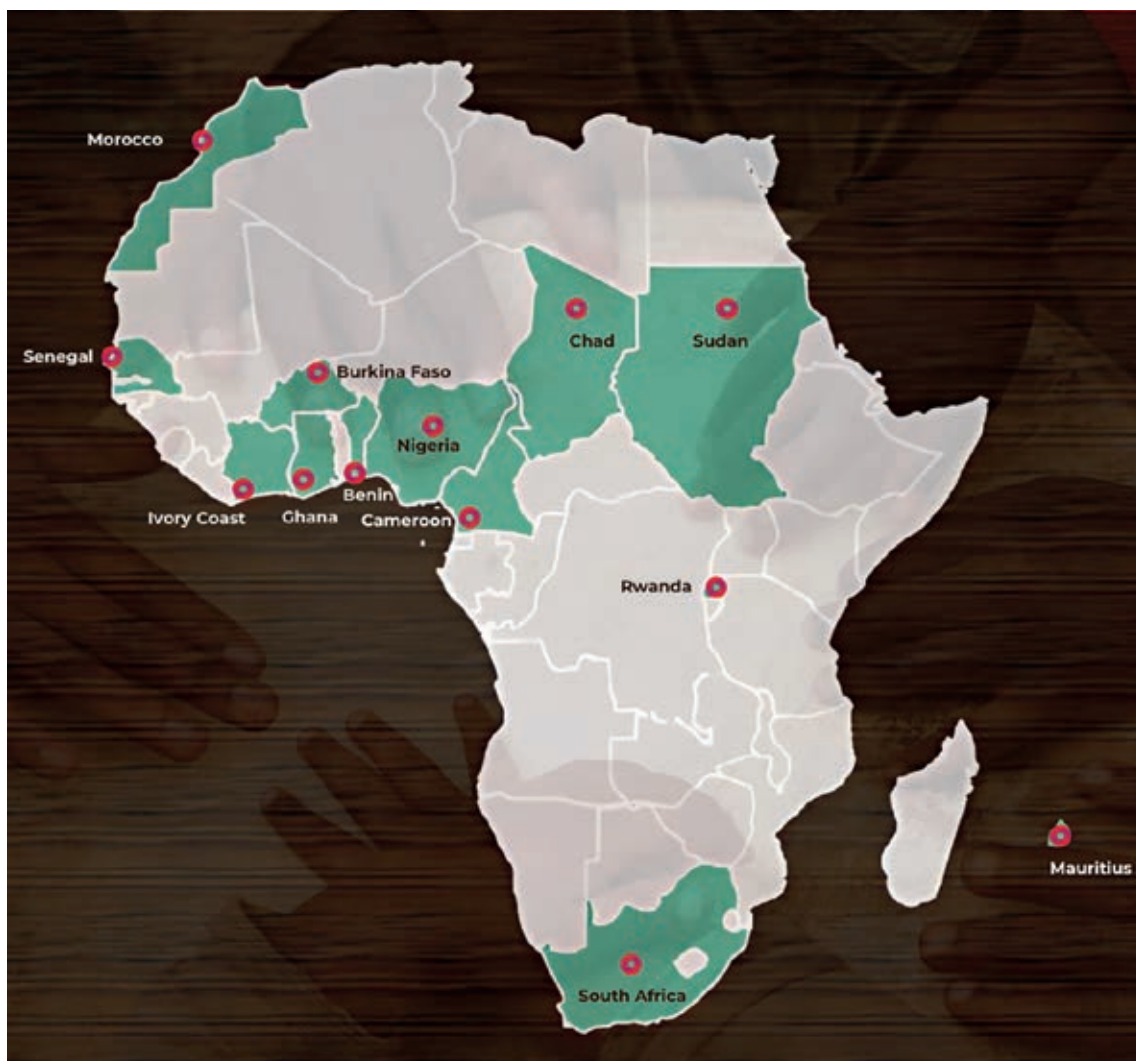 Morocco
Senegal
Chad
Sudan
Burkina Faso
Nigeria
Benin
Ivory Coast
Ghana
Cameroon
Rwanda
Mauritius
South Africa